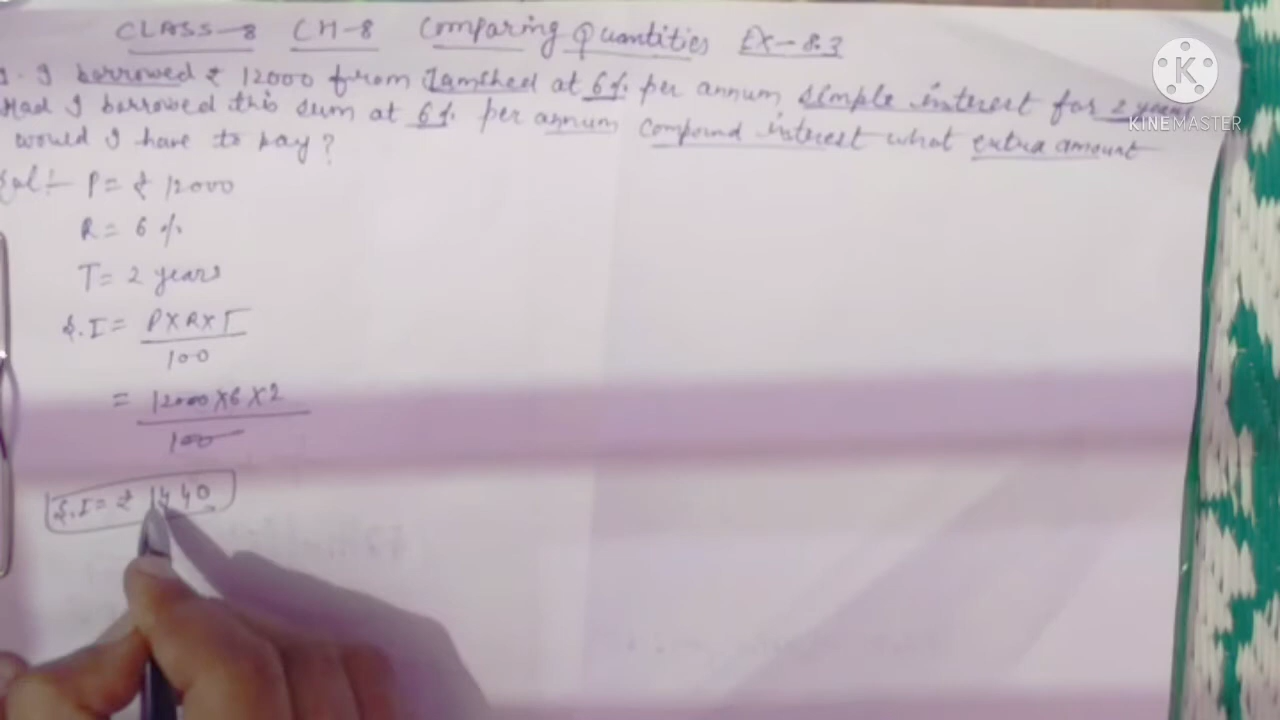 CLASS-8 CH-8 Comparing Quantities EX-8.3
I borrowed ₹ 12000 from Jamshed at 6% per annum simple interest for 2 years
Had I borrowed this sum at 6% per annum Compound interest what extra amount
would I have to pay?
Sol:- P= ₹ 12000
R= 6 %
T= 2 years
S.I= P×R×T
100
= 12000×6×2
100
S.I= ₹ 1440
K
KINEMASTER